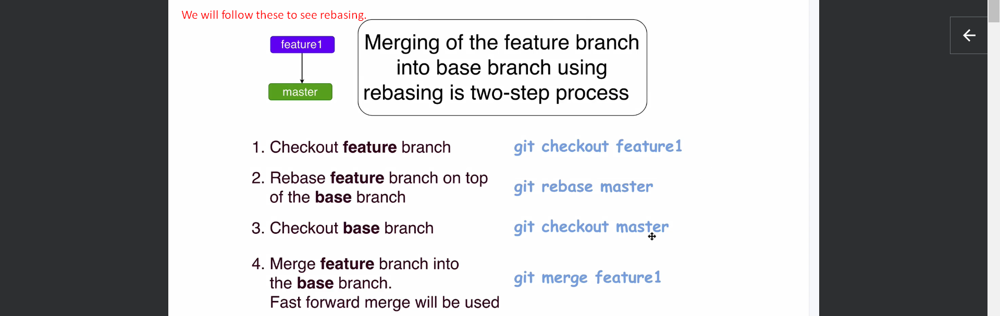 We will follow these to see rebasing.
feature1
master
Merging of the feature branch
into base branch using
rebasing is two-step process
1. Checkout feature branch
git checkout feature1
2. Rebase feature branch on top
of the base branch
git rebase master
3. Checkout base branch
git checkout master
4. Merge feature branch into
the base branch.
Fast forward merge will be used
git merge feature1